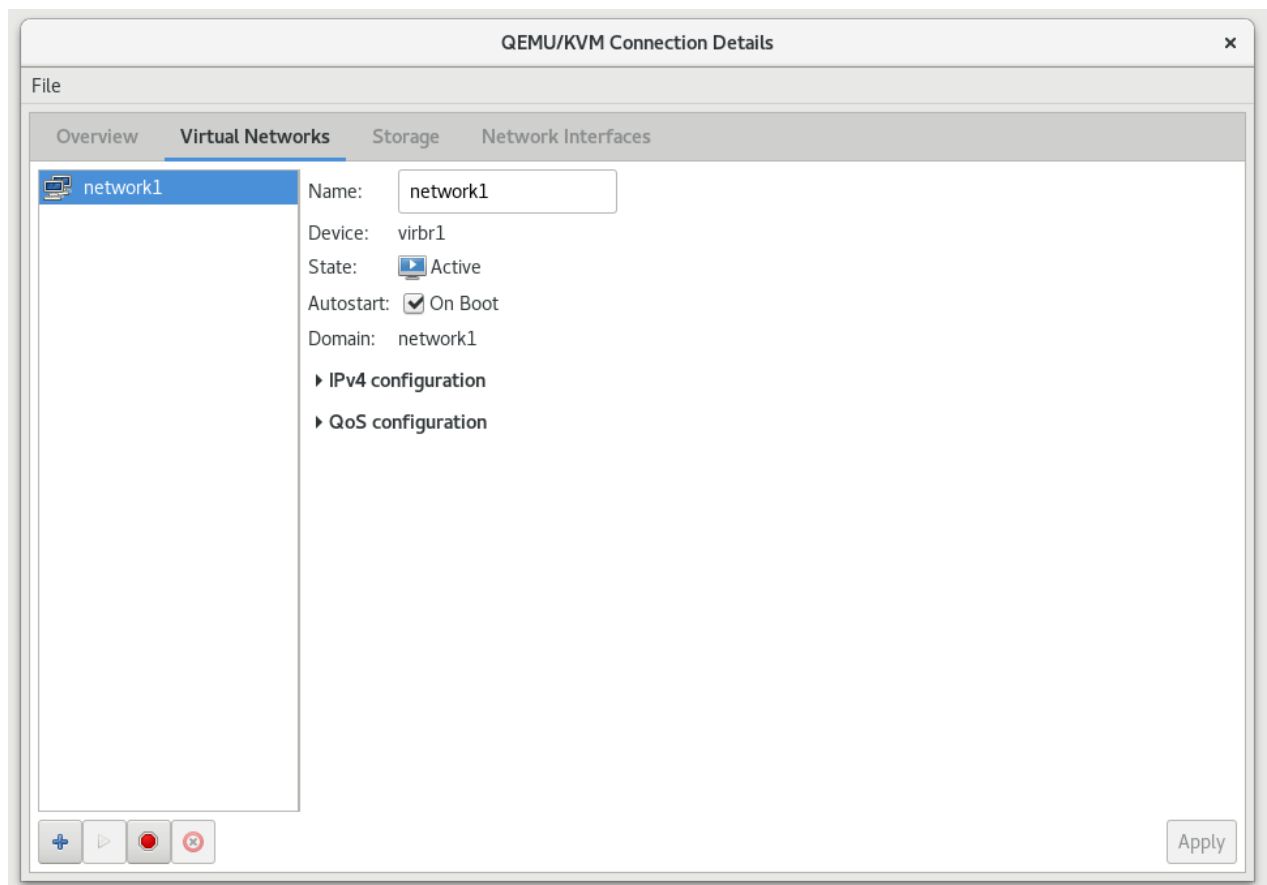 QEMU/KVM Connection Details
File
Overview Virtual Networks Storage Network Interfaces
network1
Name: network1
Device: virbr1
State: Active
Autostart: On Boot
Domain: network1
IPv4 configuration
QoS configuration
Apply